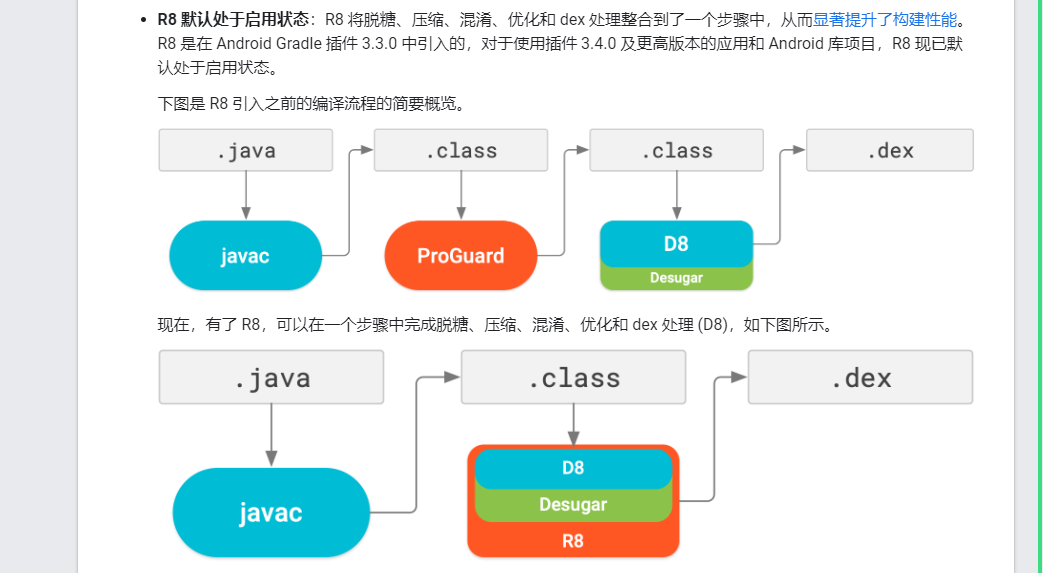 • R8 默认处于启用状态：R8 将脱糖、压缩、混淆、优化和 dex 处理整合到了一个步骤中，从而显著提升了构建性能。
R8 是在 Android Gradle 插件 3.3.0 中引入的，对于使用插件 3.4.0 及更高版本的应用和 Android 库项目，R8 现已默
认处于启用状态。
下图是 R8 引入之前的编译流程的简要概览。
.java .class .class .dex
javac ProGuard D8
Desugar
现在，有了 R8，可以在一个步骤中完成脱糖、压缩、混淆、优化和 dex 处理 (D8)，如下图所示。
.java .class .dex
D8
Desugar
javac
R8